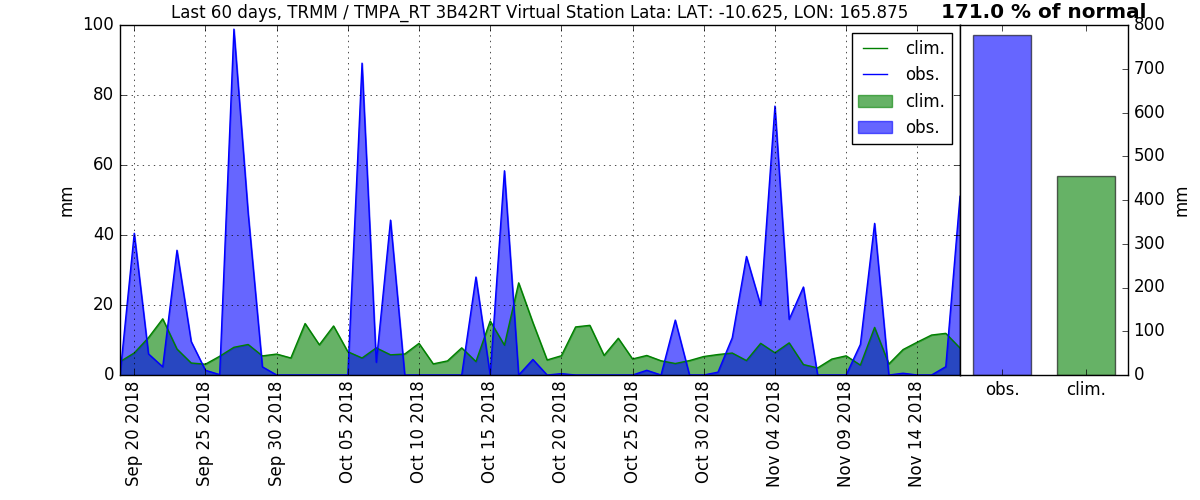 Last 60 days, TRMM / TMPA_RT 3B42RT Virtual Station Lata: LAT: -10.625, LON: 165.875
171.0 % of normal
100
80
60
40
20
0
mm
clim.
obs.
clim.
obs.
800
700
600
500
400
300
200
100
0
mm
Sep 20 2018
Sep 25 2018
Sep 30 2018
Oct 05 2018
Oct 10 2018
Oct 15 2018
Oct 20 2018
Oct 25 2018
Oct 30 2018
Nov 04 2018
Nov 09 2018
Nov 14 2018
obs.
clim.